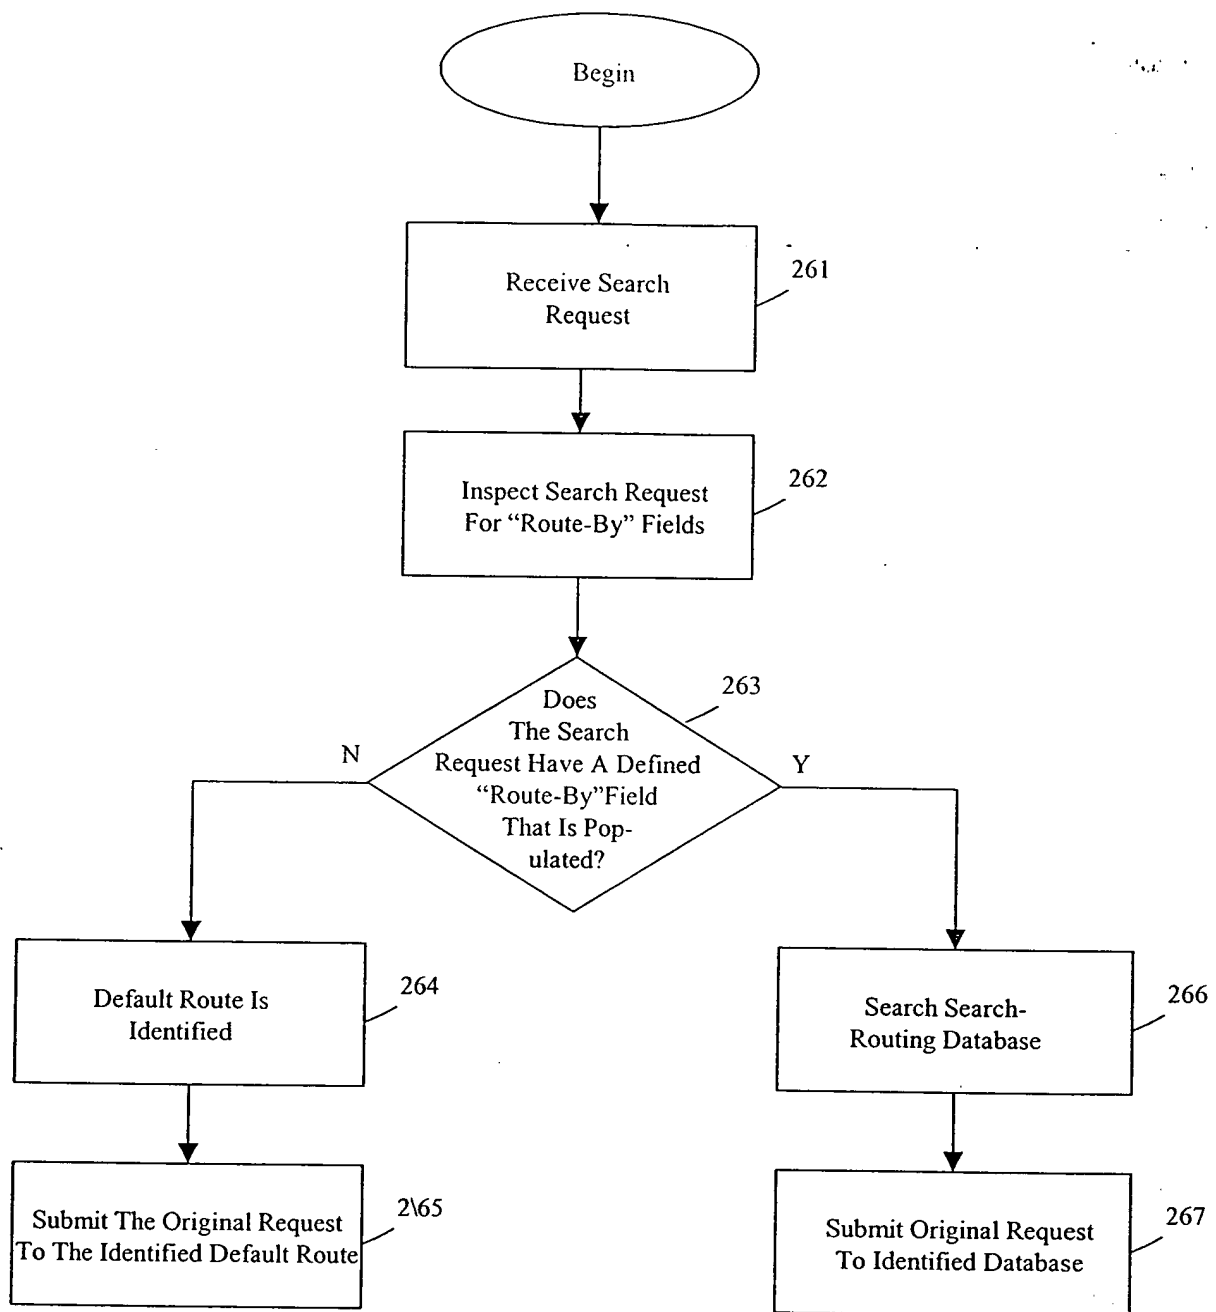 Begin
Receive Search
Request
261
Inspect Search Request
For “Route-By” Fields
262
Does
The Search
Request Have A Defined
“Route-By”Field
That Is Pop-
ulated?
263
N
Y
Default Route Is
Identified
264
Search Search-
Routing Database
266
Submit The Original Request
To The Identified Default Route
2\65
Submit Original Request
To Identified Database
267